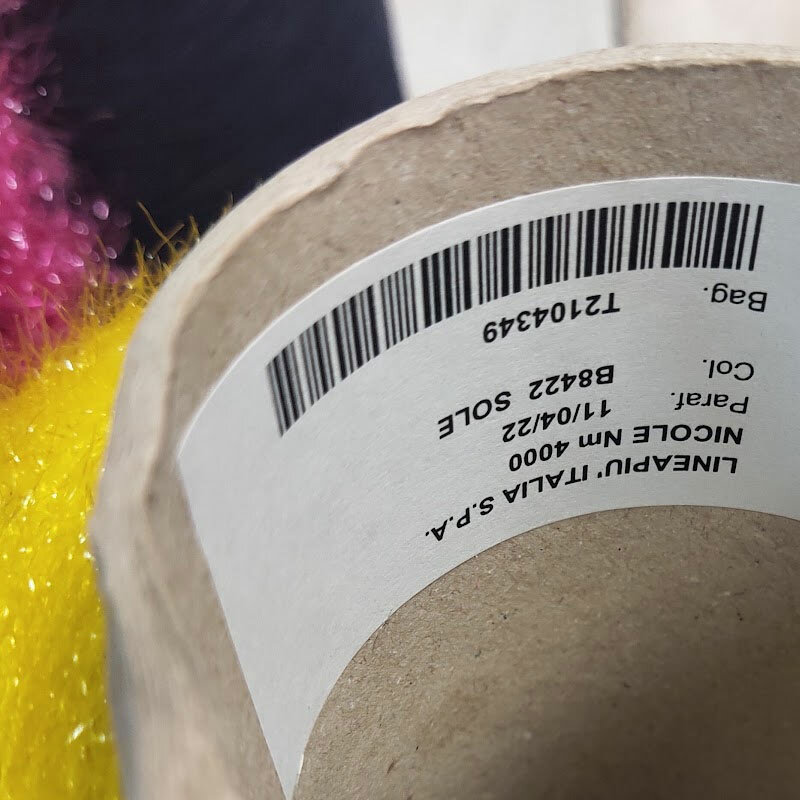 LINEAPIU' ITALIA S.P.A.
NICOLE Nm 4000
Paraf. 11/04/22
Col. B8422 SOLE
Bag. T2104349